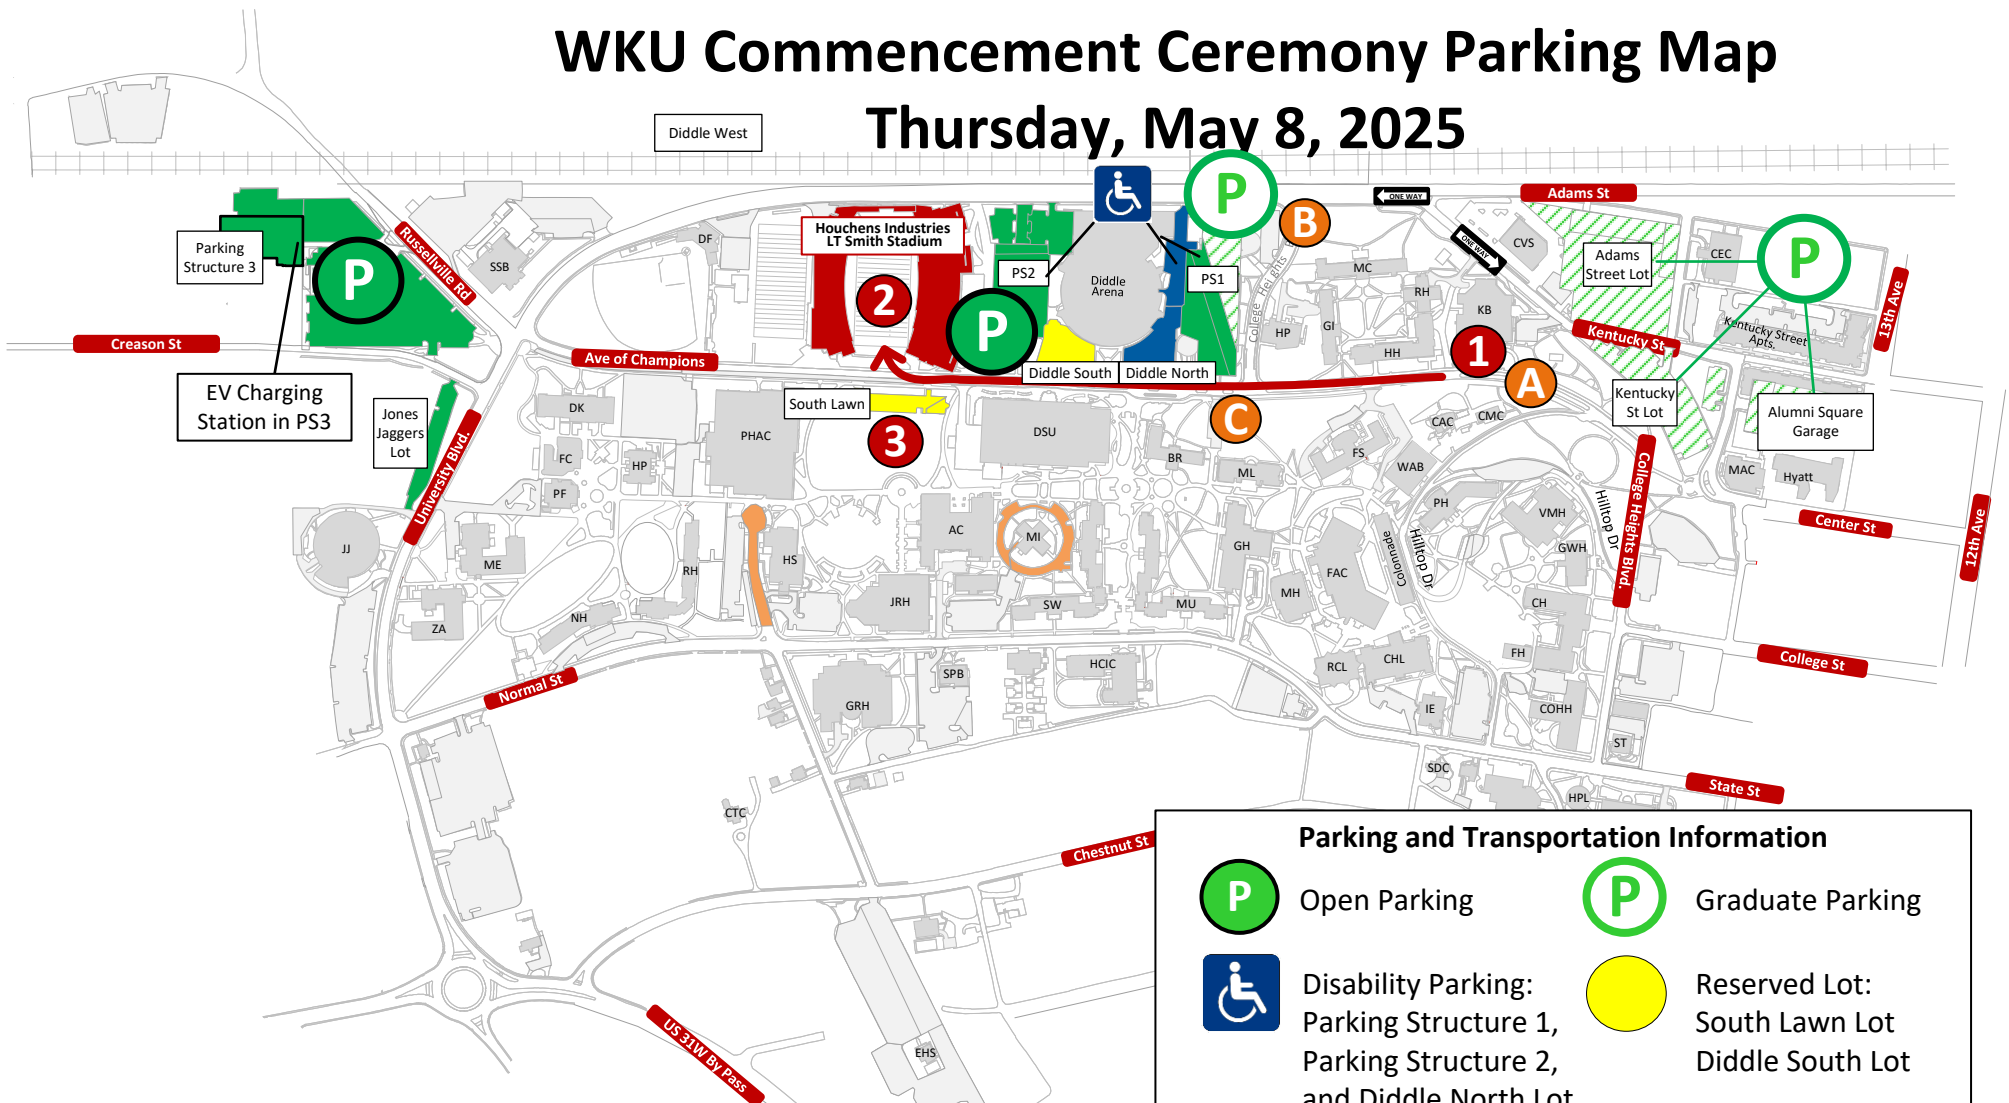 WKU Commencement Ceremony Parking Map
Thursday, May 8, 2025
Diddle West
Adams St
ONE WAY
ONE WAY
Parking
Structure 3
P
Russellville Rd
SSB
DF
Houchens Industries
LT Smith Stadium
2
PS2
P
Diddle
Arena
PS1
P
B
College Heights
HP
GI
MC
RH
HH
KB
1
A
CVS
Adams
Street Lot
CEC
P
Kentucky St
Kentucky Street
Apts.
13th Ave
Creason St
Ave of Champions
Diddle South
Diddle North
EV Charging
Station in PS3
Jones
Jaggers
Lot
University Blvd.
DK
FC
HP
PF
PHAC
South Lawn
3
DSU
C
BR
ML
FS
CAC
CMC
WAB
Kentucky
St Lot
Alumni Square
Garage
MAC
Hyatt
College Heights Blvd.
Center St
12th Ave
JJ
ME
ZA
RH
NH
HS
AC
MI
JRH
SW
MU
GH
MH
FAC
Colonnade
Hilltop Dr
PH
VMH
GWH
Hilltop Dr
CH
FH
College St
Normal St
GRH
SPB
HCIC
RCL
CHL
IE
COHH
ST
SDC
HPL
State St
CTC
Chestnut St
US 31W By Pass
EHS
Parking and Transportation Information
P
Open Parking
P
Graduate Parking
Disability Parking:
Parking Structure 1,
Parking Structure 2,
and Diddle North Lot
Reserved Lot:
South Lawn Lot
Diddle South Lot